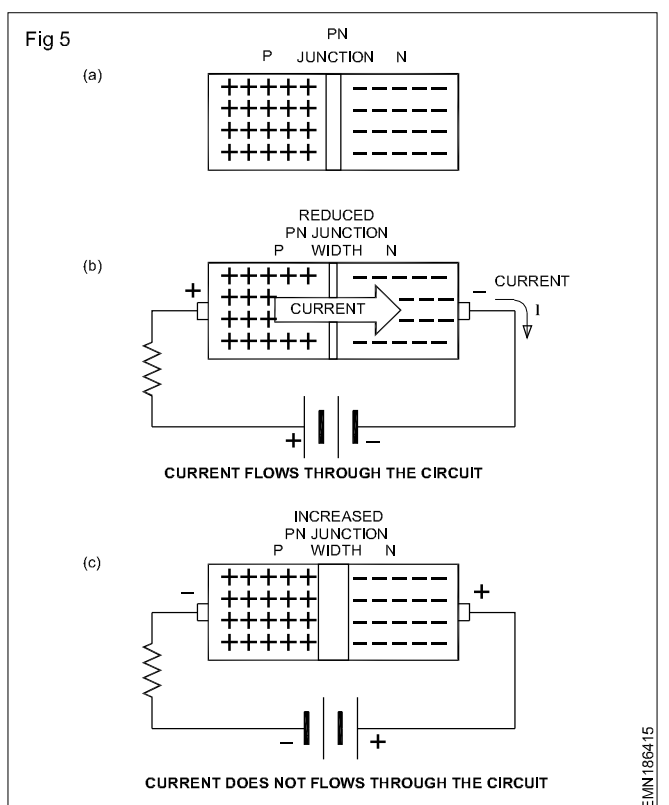 Fig 5
PN
P JUNCTION N
(a)
REDUCED
PN JUNCTION
P WIDTH N
(b)
+
CURRENT
– CURRENT
I
+ –
CURRENT FLOWS THROUGH THE CIRCUIT
INCREASED
PN JUNCTION
P WIDTH N
(c)
– +
– +
CURRENT DOES NOT FLOWS THROUGH THE CIRCUIT
EMN186415